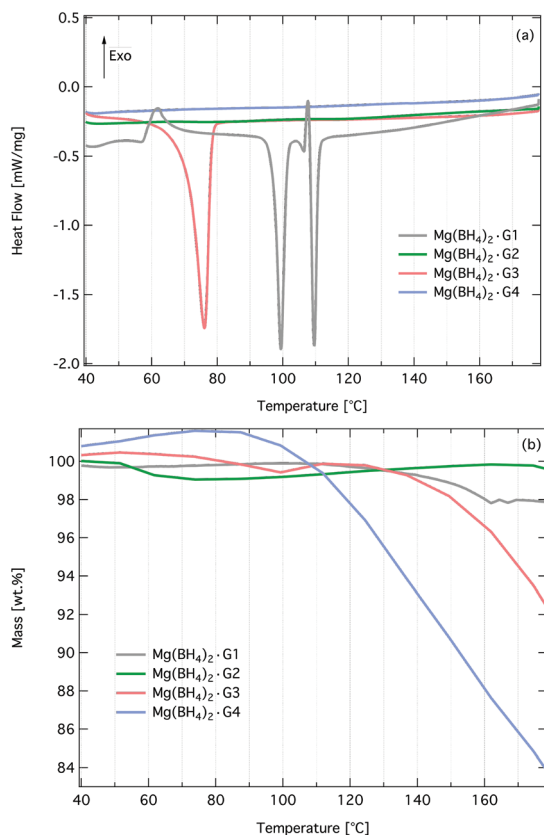 (a)
Exo
0.5
0.0
-0.5
-1.0
-1.5
-2.0
Heat Flow [mW/mg]
Mg(BH₄)₂·G1
Mg(BH₄)₂·G2
Mg(BH₄)₂·G3
Mg(BH₄)₂·G4
40 60 80 100 120 140 160
Temperature [°C]
(b)
100
98
96
94
92
90
88
86
84
Mass [wt.%]
Mg(BH₄)₂·G1
Mg(BH₄)₂·G2
Mg(BH₄)₂·G3
Mg(BH₄)₂·G4
40 60 80 100 120 140 160
Temperature [°C]